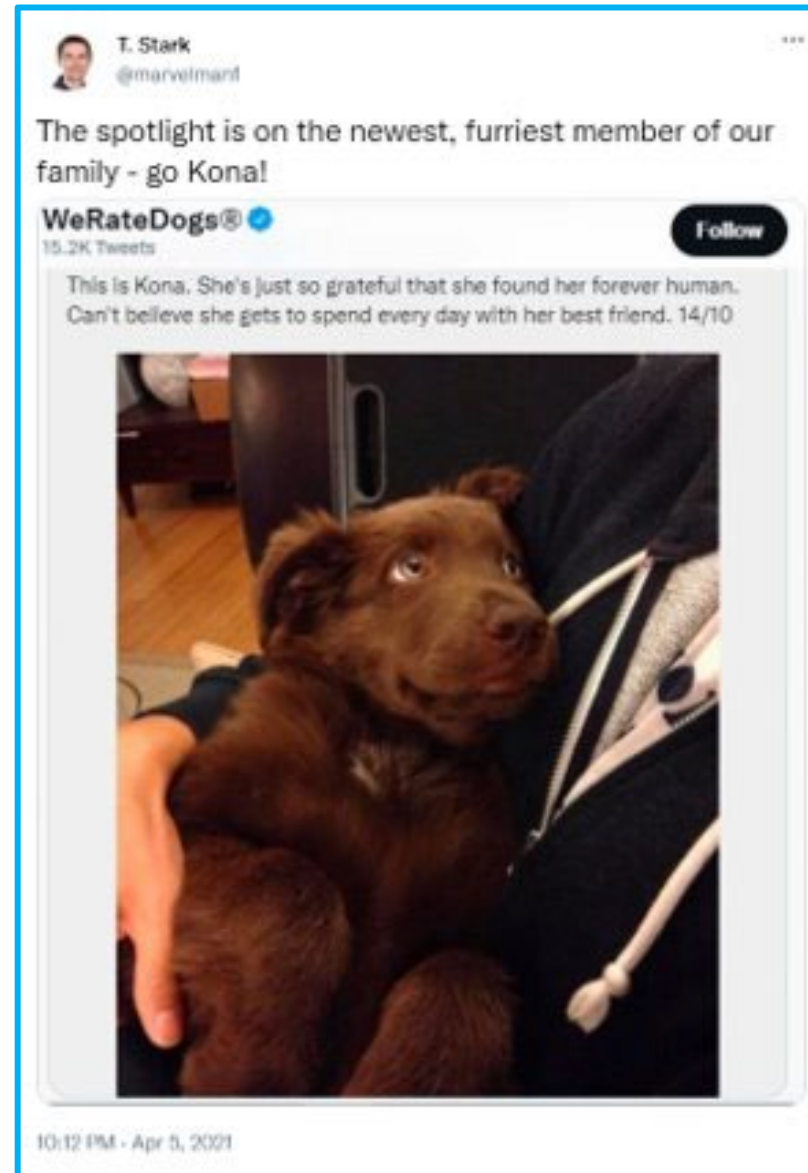 T. Stark
@marvelman1
The spotlight is on the newest, furriest member of our
family - go Kona!
WeRateDogs®
Follow
15.2K Tweets
This is Kona. She's just so grateful that she found her forever human.
Can't believe she gets to spend every day with her best friend. 14/10
10:12 PM · Apr 5, 2021